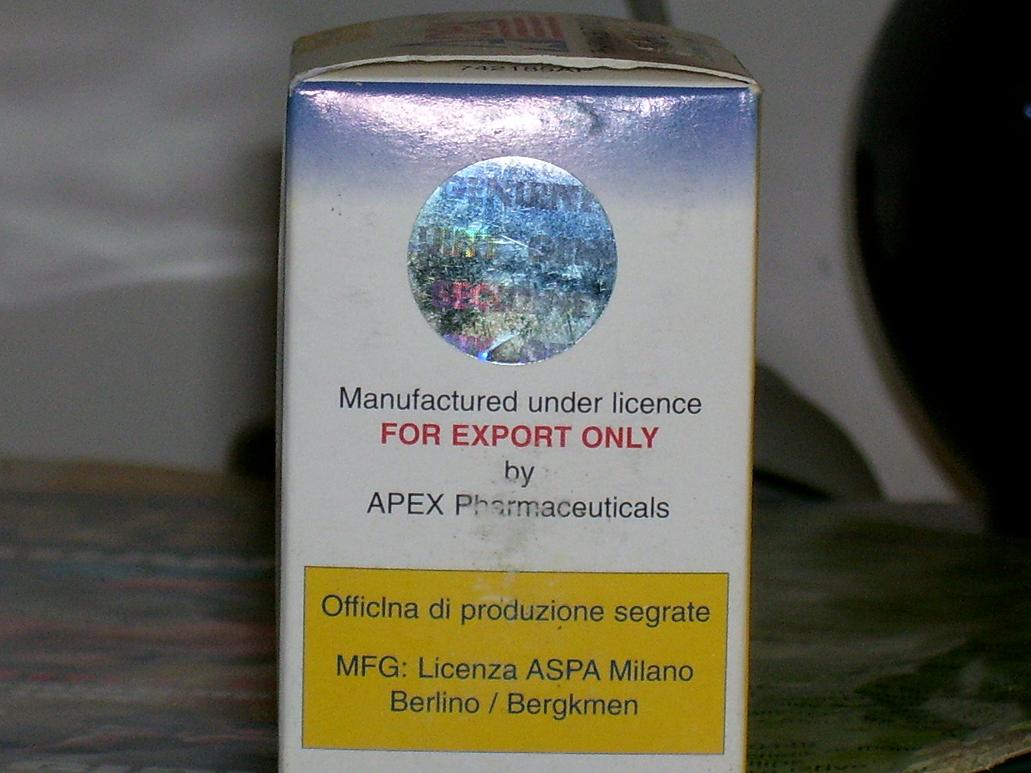 Manufactured under licence
FOR EXPORT ONLY
by
APEX Pharmaceuticals
OfficIna di produzione segrate
MFG: Licenza ASPA Milano
Berlino / Bergkmen